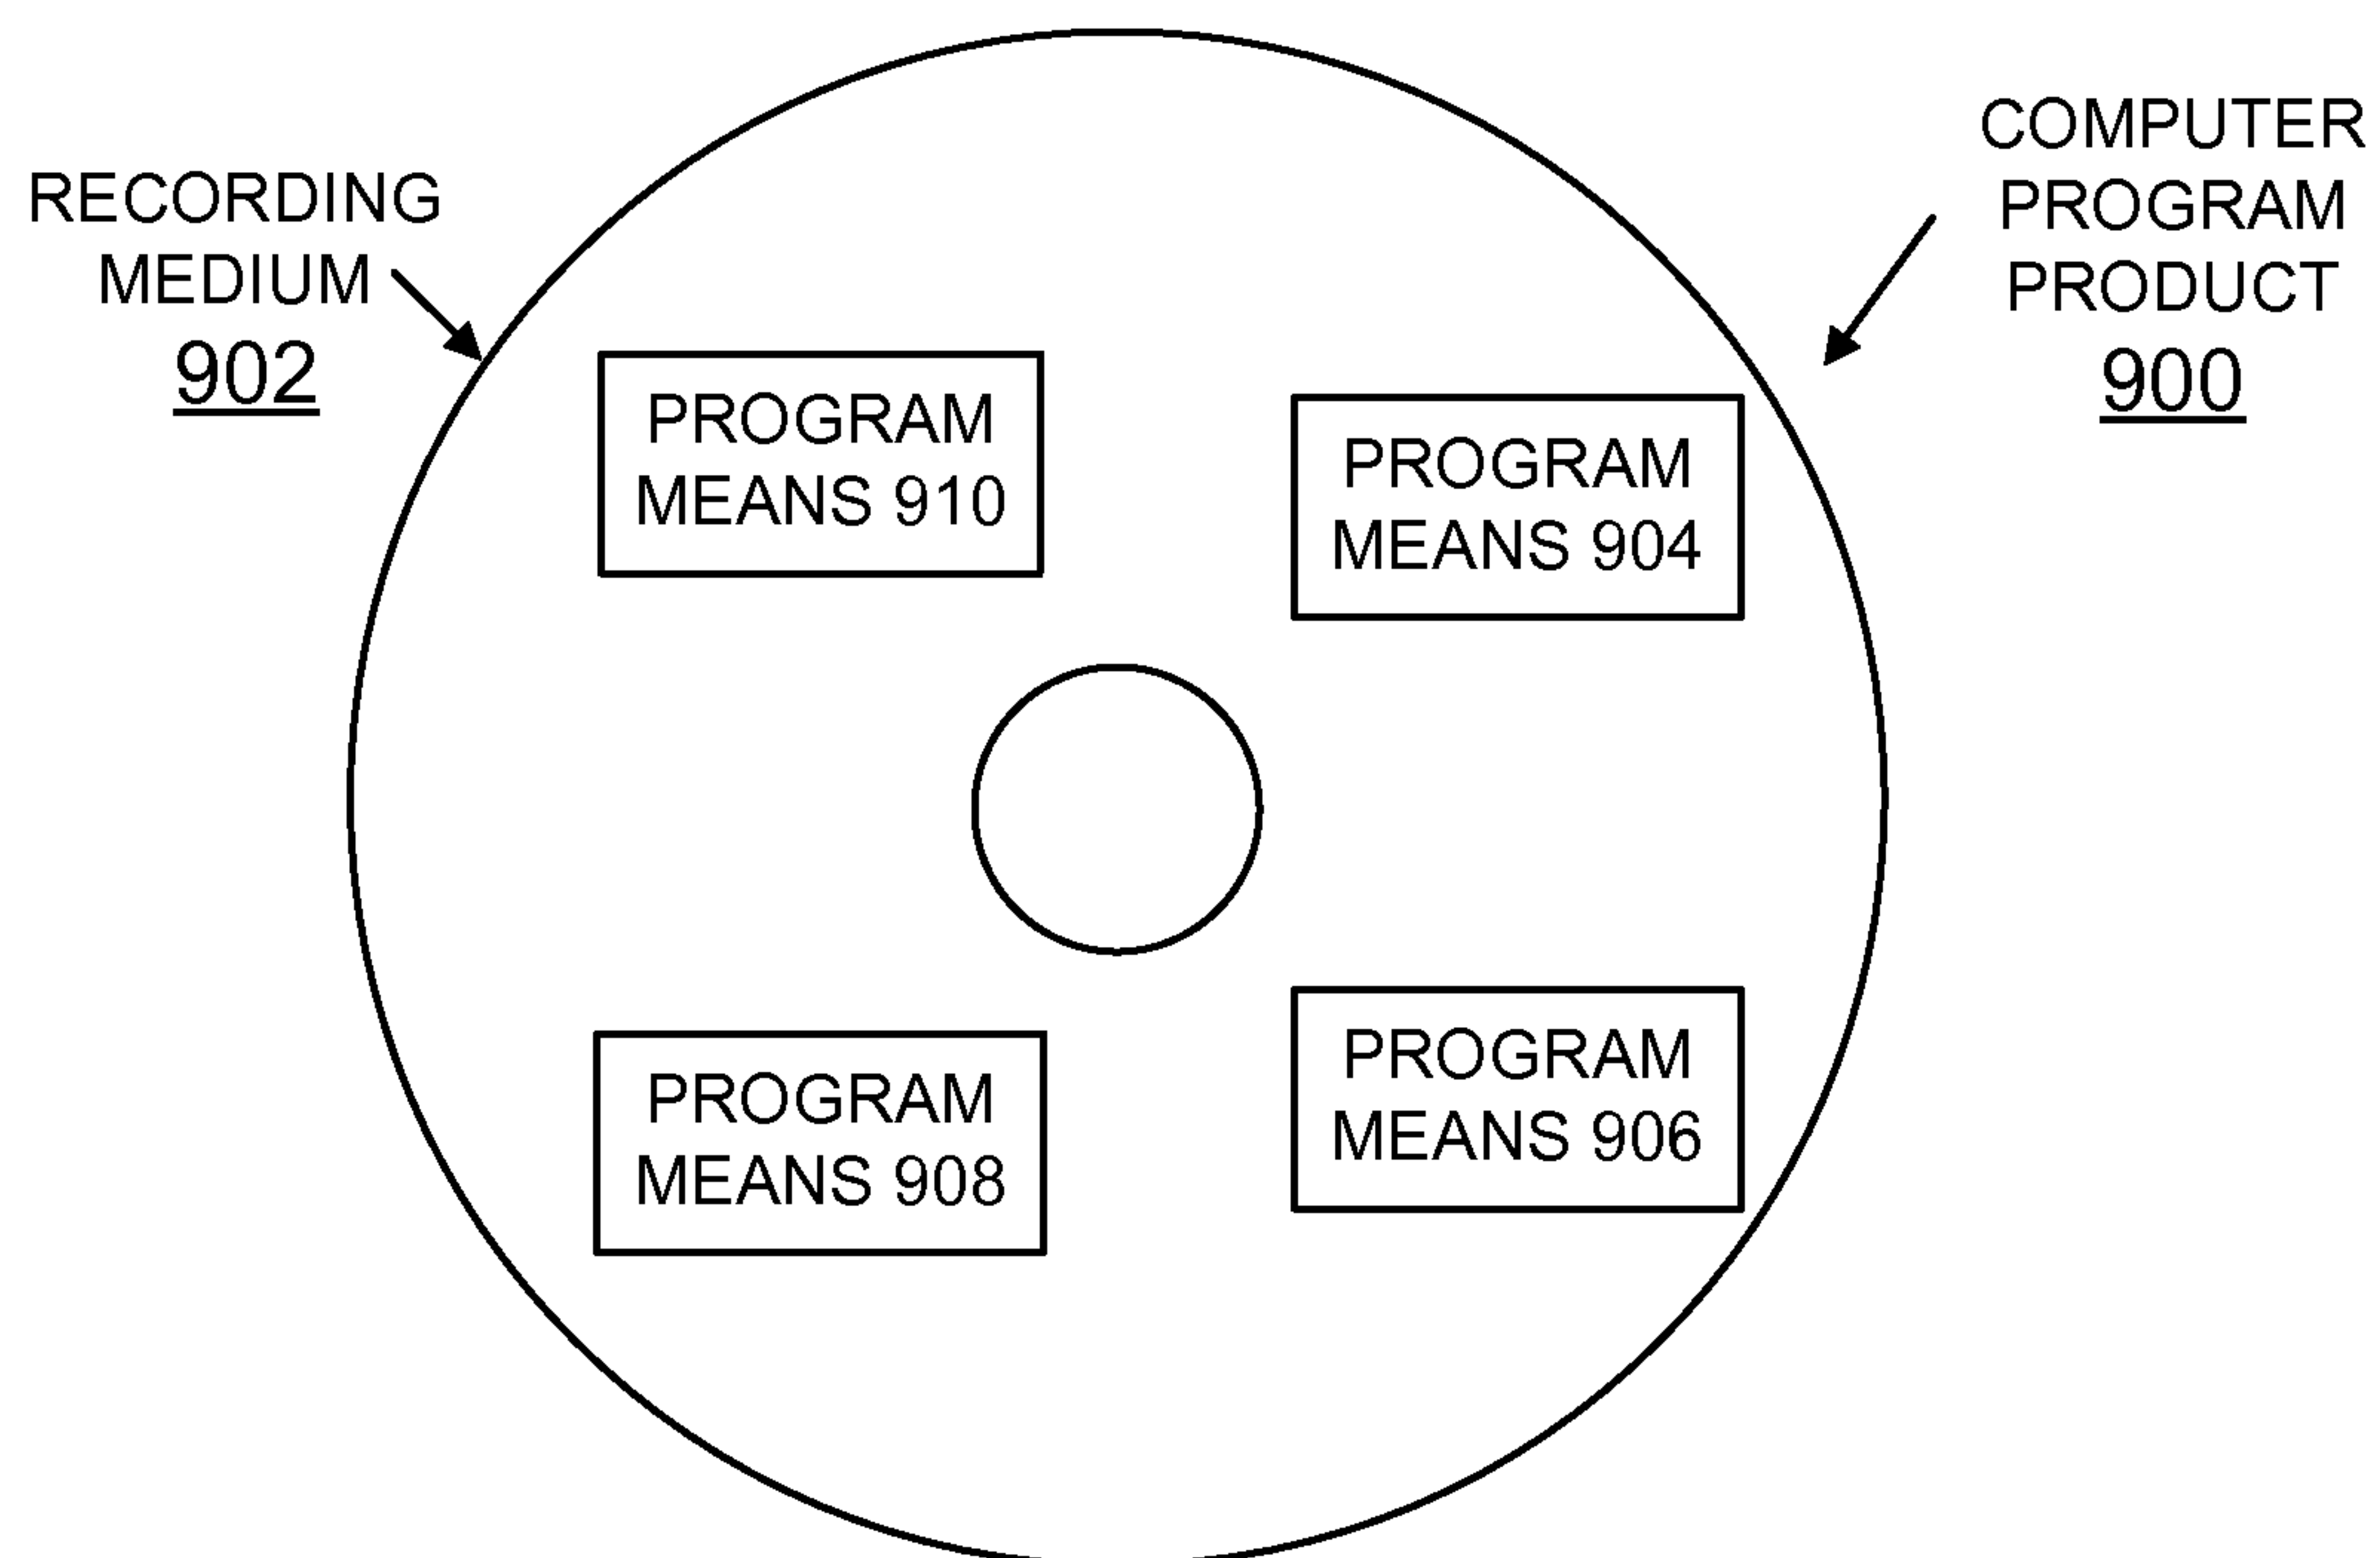 RECORDING
MEDIUM
902
COMPUTER
PROGRAM
PRODUCT
900
PROGRAM
MEANS 910
PROGRAM
MEANS 904
PROGRAM
MEANS 908
PROGRAM
MEANS 906